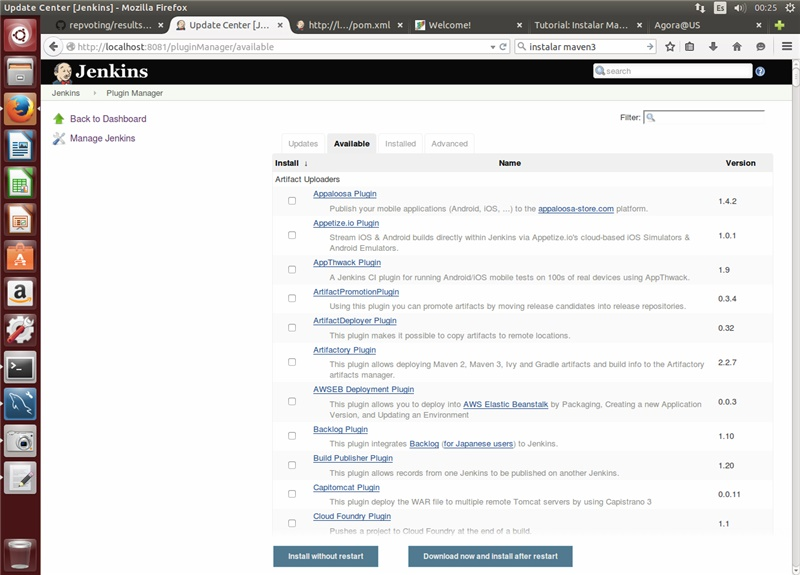 Update Center [Jenkins] - Mozilla Firefox
Es
00:25
repvoting/results...
Update Center [J...
http://l.../pom.xml
Welcome!
Tutorial: Instalar Ma...
Agora@US
http://localhost:8081/pluginManager/available
instalar maven3
Jenkins
search
Jenkins
Plugin Manager
Back to Dashboard
Manage Jenkins
Filter:
Updates
Available
Installed
Advanced
Install ↓
Name
Version
Artifact Uploaders
Appaloosa Plugin
Publish your mobile applications (Android, iOS, ...) to the appaloosa-store.com platform.
1.4.2
Appetize.io Plugin
Stream iOS & Android builds directly within Jenkins via Appetize.io's cloud-based iOS Simulators &
Android Emulators.
1.0.1
AppThwack Plugin
A Jenkins CI plugin for running Android/iOS mobile tests on 100s of real devices using AppThwack.
1.9
ArtifactPromotionPlugin
Using this plugin you can promote artifacts by moving release candidates into release repositories.
0.3.4
ArtifactDeployer Plugin
This plugin makes it possible to copy artifacts to remote locations.
0.32
Artifactory Plugin
This plugin allows deploying Maven 2, Maven 3, Ivy and Gradle artifacts and build info to the Artifactory
artifacts manager.
2.2.7
AWSEB Deployment Plugin
This plugin allows you to deploy into AWS Elastic Beanstalk by Packaging, Creating a new Application
Version, and Updating an Environment
0.0.3
Backlog Plugin
This plugin integrates Backlog (for Japanese users) to Jenkins.
1.10
Build Publisher Plugin
This plugin allows records from one Jenkins to be published on another Jenkins.
1.20
Capitomcat Plugin
This plugin deploy the WAR file to multiple remote Tomcat servers by using Capistrano 3
0.0.11
Cloud Foundry Plugin
Pushes a project to Cloud Foundry at the end of a build.
1.1
Install without restart
Download now and install after restart